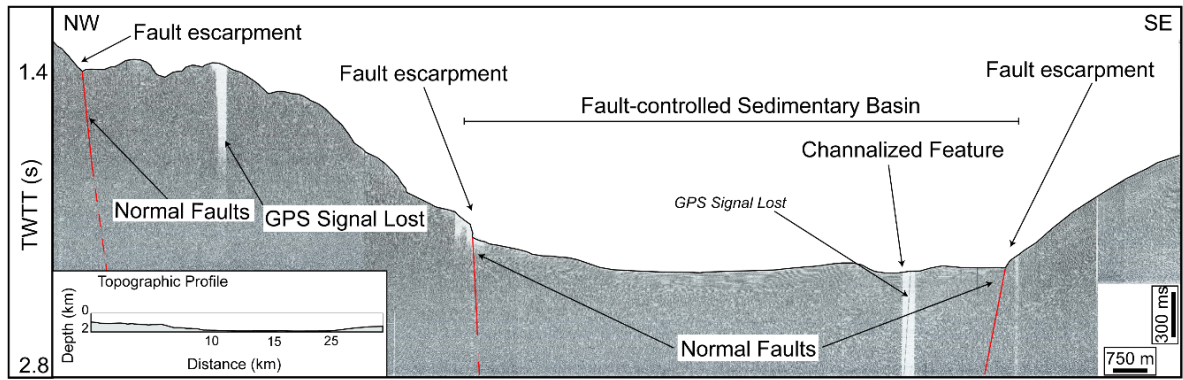 NW
SE
Fault escarpment
1.4
Fault escarpment
Fault escarpment
Fault-controlled Sedimentary Basin
Channalized Feature
TWTT (s)
Normal Faults
GPS Signal Lost
GPS Signal Lost
Topographic Profile
Depth (km)
0
2
10
15
25
Distance (km)
Normal Faults
300 ms
750 m
2.8